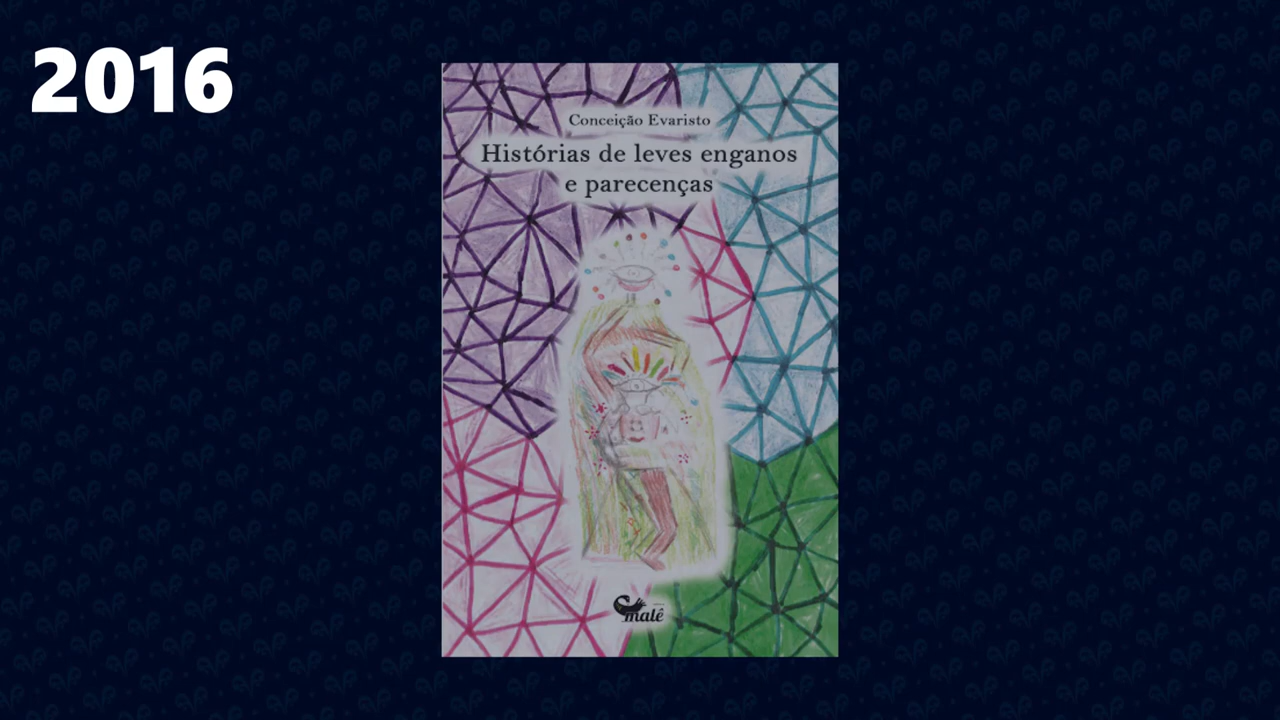 2016
Conceição Evaristo
Histórias de leves enganos
e parecenças
malê